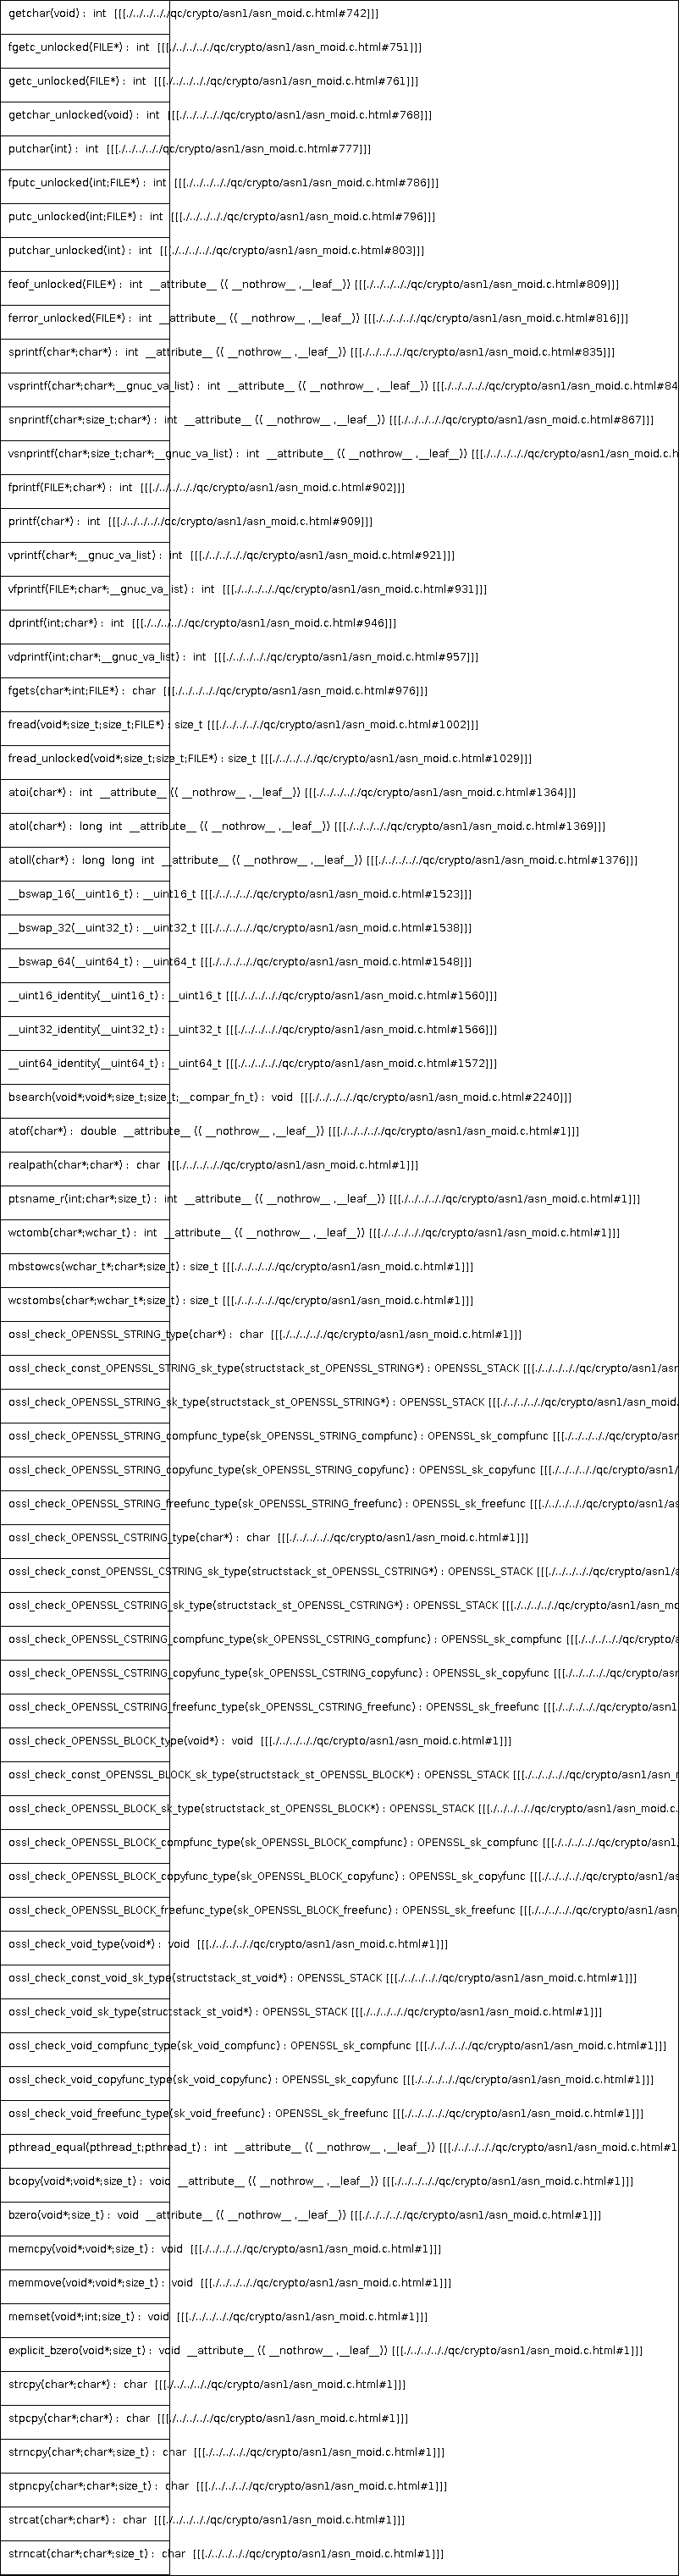 getchar(void) :  int  [[[./../../.././qc/crypto/asn1/asn_moid.c.html#742]]]
fgetc_unlocked(FILE*) :  int  [[[./../../.././qc/crypto/asn1/asn_moid.c.html#751]]]
getc_unlocked(FILE*) :  int  [[[./../../.././qc/crypto/asn1/asn_moid.c.html#761]]]
getchar_unlocked(void) :  int  [[[./../../.././qc/crypto/asn1/asn_moid.c.html#768]]]
putchar(int) :  int  [[[./../../.././qc/crypto/asn1/asn_moid.c.html#777]]]
fputc_unlocked(int;FILE*) :  int  [[[./../../.././qc/crypto/asn1/asn_moid.c.html#786]]]
putc_unlocked(int;FILE*) :  int  [[[./../../.././qc/crypto/asn1/asn_moid.c.html#796]]]
putchar_unlocked(int) :  int  [[[./../../.././qc/crypto/asn1/asn_moid.c.html#803]]]
feof_unlocked(FILE*) :  int  __attribute__ (( __nothrow__ ,__leaf__)) [[[./../../.././qc/crypto/asn1/asn_moid.c.html#809]]]
ferror_unlocked(FILE*) :  int  __attribute__ (( __nothrow__ ,__leaf__)) [[[./../../.././qc/crypto/asn1/asn_moid.c.html#816]]]
sprintf(char*;char*) :  int  __attribute__ (( __nothrow__ ,__leaf__)) [[[./../../.././qc/crypto/asn1/asn_moid.c.html#835]]]
vsprintf(char*;char*;__gnuc_va_list) :  int  __attribute__ (( __nothrow__ ,__leaf__)) [[[./../../.././qc/crypto/asn1/asn_moid.c.html#84
snprintf(char*;size_t;char*) :  int  __attribute__ (( __nothrow__ ,__leaf__)) [[[./../../.././qc/crypto/asn1/asn_moid.c.html#867]]]
vsnprintf(char*;size_t;char*;__gnuc_va_list) :  int  __attribute__ (( __nothrow__ ,__leaf__)) [[[./../../.././qc/crypto/asn1/asn_moid.c.h
fprintf(FILE*;char*) :  int  [[[./../../.././qc/crypto/asn1/asn_moid.c.html#902]]]
printf(char*) :  int  [[[./../../.././qc/crypto/asn1/asn_moid.c.html#909]]]
vprintf(char*;__gnuc_va_list) :  int  [[[./../../.././qc/crypto/asn1/asn_moid.c.html#921]]]
vfprintf(FILE*;char*;__gnuc_va_list) :  int  [[[./../../.././qc/crypto/asn1/asn_moid.c.html#931]]]
dprintf(int;char*) :  int  [[[./../../.././qc/crypto/asn1/asn_moid.c.html#946]]]
vdprintf(int;char*;__gnuc_va_list) :  int  [[[./../../.././qc/crypto/asn1/asn_moid.c.html#957]]]
fgets(char*;int;FILE*) :  char  [[[./../../.././qc/crypto/asn1/asn_moid.c.html#976]]]
fread(void*;size_t;size_t;FILE*) : size_t [[[./../../.././qc/crypto/asn1/asn_moid.c.html#1002]]]
fread_unlocked(void*;size_t;size_t;FILE*) : size_t [[[./../../.././qc/crypto/asn1/asn_moid.c.html#1029]]]
atoi(char*) :  int  __attribute__ (( __nothrow__ ,__leaf__)) [[[./../../.././qc/crypto/asn1/asn_moid.c.html#1364]]]
atol(char*) :  long  int  __attribute__ (( __nothrow__ ,__leaf__)) [[[./../../.././qc/crypto/asn1/asn_moid.c.html#1369]]]
atoll(char*) :  long  long  int  __attribute__ (( __nothrow__ ,__leaf__)) [[[./../../.././qc/crypto/asn1/asn_moid.c.html#1376]]]
__bswap_16(__uint16_t) : __uint16_t [[[./../../.././qc/crypto/asn1/asn_moid.c.html#1523]]]
__bswap_32(__uint32_t) : __uint32_t [[[./../../.././qc/crypto/asn1/asn_moid.c.html#1538]]]
__bswap_64(__uint64_t) : __uint64_t [[[./../../.././qc/crypto/asn1/asn_moid.c.html#1548]]]
__uint16_identity(__uint16_t) : __uint16_t [[[./../../.././qc/crypto/asn1/asn_moid.c.html#1560]]]
__uint32_identity(__uint32_t) : __uint32_t [[[./../../.././qc/crypto/asn1/asn_moid.c.html#1566]]]
__uint64_identity(__uint64_t) : __uint64_t [[[./../../.././qc/crypto/asn1/asn_moid.c.html#1572]]]
bsearch(void*;void*;size_t;size_t;__compar_fn_t) :  void  [[[./../../.././qc/crypto/asn1/asn_moid.c.html#2240]]]
atof(char*) :  double  __attribute__ (( __nothrow__ ,__leaf__)) [[[./../../.././qc/crypto/asn1/asn_moid.c.html#1]]]
realpath(char*;char*) :  char  [[[./../../.././qc/crypto/asn1/asn_moid.c.html#1]]]
ptsname_r(int;char*;size_t) :  int  __attribute__ (( __nothrow__ ,__leaf__)) [[[./../../.././qc/crypto/asn1/asn_moid.c.html#1]]]
wctomb(char*;wchar_t) :  int  __attribute__ (( __nothrow__ ,__leaf__)) [[[./../../.././qc/crypto/asn1/asn_moid.c.html#1]]]
mbstowcs(wchar_t*;char*;size_t) : size_t [[[./../../.././qc/crypto/asn1/asn_moid.c.html#1]]]
wcstombs(char*;wchar_t*;size_t) : size_t [[[./../../.././qc/crypto/asn1/asn_moid.c.html#1]]]
ossl_check_OPENSSL_STRING_type(char*) :  char  [[[./../../.././qc/crypto/asn1/asn_moid.c.html#1]]]
ossl_check_const_OPENSSL_STRING_sk_type(structstack_st_OPENSSL_STRING*) : OPENSSL_STACK [[[./../../.././qc/crypto/asn1/asn
ossl_check_OPENSSL_STRING_sk_type(structstack_st_OPENSSL_STRING*) : OPENSSL_STACK [[[./../../.././qc/crypto/asn1/asn_moid.
ossl_check_OPENSSL_STRING_compfunc_type(sk_OPENSSL_STRING_compfunc) : OPENSSL_sk_compfunc [[[./../../.././qc/crypto/asn
ossl_check_OPENSSL_STRING_copyfunc_type(sk_OPENSSL_STRING_copyfunc) : OPENSSL_sk_copyfunc [[[./../../.././qc/crypto/asn1/
ossl_check_OPENSSL_STRING_freefunc_type(sk_OPENSSL_STRING_freefunc) : OPENSSL_sk_freefunc [[[./../../.././qc/crypto/asn1/as
ossl_check_OPENSSL_CSTRING_type(char*) :  char  [[[./../../.././qc/crypto/asn1/asn_moid.c.html#1]]]
ossl_check_const_OPENSSL_CSTRING_sk_type(structstack_st_OPENSSL_CSTRING*) : OPENSSL_STACK [[[./../../.././qc/crypto/asn1/a
ossl_check_OPENSSL_CSTRING_sk_type(structstack_st_OPENSSL_CSTRING*) : OPENSSL_STACK [[[./../../.././qc/crypto/asn1/asn_mo
ossl_check_OPENSSL_CSTRING_compfunc_type(sk_OPENSSL_CSTRING_compfunc) : OPENSSL_sk_compfunc [[[./../../.././qc/crypto/a
ossl_check_OPENSSL_CSTRING_copyfunc_type(sk_OPENSSL_CSTRING_copyfunc) : OPENSSL_sk_copyfunc [[[./../../.././qc/crypto/asn
ossl_check_OPENSSL_CSTRING_freefunc_type(sk_OPENSSL_CSTRING_freefunc) : OPENSSL_sk_freefunc [[[./../../.././qc/crypto/asn1
ossl_check_OPENSSL_BLOCK_type(void*) :  void  [[[./../../.././qc/crypto/asn1/asn_moid.c.html#1]]]
ossl_check_const_OPENSSL_BLOCK_sk_type(structstack_st_OPENSSL_BLOCK*) : OPENSSL_STACK [[[./../../.././qc/crypto/asn1/asn_m
ossl_check_OPENSSL_BLOCK_sk_type(structstack_st_OPENSSL_BLOCK*) : OPENSSL_STACK [[[./../../.././qc/crypto/asn1/asn_moid.c.
ossl_check_OPENSSL_BLOCK_compfunc_type(sk_OPENSSL_BLOCK_compfunc) : OPENSSL_sk_compfunc [[[./../../.././qc/crypto/asn1/
ossl_check_OPENSSL_BLOCK_copyfunc_type(sk_OPENSSL_BLOCK_copyfunc) : OPENSSL_sk_copyfunc [[[./../../.././qc/crypto/asn1/as
ossl_check_OPENSSL_BLOCK_freefunc_type(sk_OPENSSL_BLOCK_freefunc) : OPENSSL_sk_freefunc [[[./../../.././qc/crypto/asn1/asn_
ossl_check_void_type(void*) :  void  [[[./../../.././qc/crypto/asn1/asn_moid.c.html#1]]]
ossl_check_const_void_sk_type(structstack_st_void*) : OPENSSL_STACK [[[./../../.././qc/crypto/asn1/asn_moid.c.html#1]]]
ossl_check_void_sk_type(structstack_st_void*) : OPENSSL_STACK [[[./../../.././qc/crypto/asn1/asn_moid.c.html#1]]]
ossl_check_void_compfunc_type(sk_void_compfunc) : OPENSSL_sk_compfunc [[[./../../.././qc/crypto/asn1/asn_moid.c.html#1]]]
ossl_check_void_copyfunc_type(sk_void_copyfunc) : OPENSSL_sk_copyfunc [[[./../../.././qc/crypto/asn1/asn_moid.c.html#1]]]
ossl_check_void_freefunc_type(sk_void_freefunc) : OPENSSL_sk_freefunc [[[./../../.././qc/crypto/asn1/asn_moid.c.html#1]]]
pthread_equal(pthread_t;pthread_t) :  int  __attribute__ (( __nothrow__ ,__leaf__)) [[[./../../.././qc/crypto/asn1/asn_moid.c.html#1
bcopy(void*;void*;size_t) :  void  __attribute__ (( __nothrow__ ,__leaf__)) [[[./../../.././qc/crypto/asn1/asn_moid.c.html#1]]]
bzero(void*;size_t) :  void  __attribute__ (( __nothrow__ ,__leaf__)) [[[./../../.././qc/crypto/asn1/asn_moid.c.html#1]]]
memcpy(void*;void*;size_t) :  void  [[[./../../.././qc/crypto/asn1/asn_moid.c.html#1]]]
memmove(void*;void*;size_t) :  void  [[[./../../.././qc/crypto/asn1/asn_moid.c.html#1]]]
memset(void*;int;size_t) :  void  [[[./../../.././qc/crypto/asn1/asn_moid.c.html#1]]]
explicit_bzero(void*;size_t) :  void  __attribute__ (( __nothrow__ ,__leaf__)) [[[./../../.././qc/crypto/asn1/asn_moid.c.html#1]]]
strcpy(char*;char*) :  char  [[[./../../.././qc/crypto/asn1/asn_moid.c.html#1]]]
stpcpy(char*;char*) :  char  [[[./../../.././qc/crypto/asn1/asn_moid.c.html#1]]]
strncpy(char*;char*;size_t) :  char  [[[./../../.././qc/crypto/asn1/asn_moid.c.html#1]]]
stpncpy(char*;char*;size_t) :  char  [[[./../../.././qc/crypto/asn1/asn_moid.c.html#1]]]
strcat(char*;char*) :  char  [[[./../../.././qc/crypto/asn1/asn_moid.c.html#1]]]
strncat(char*;char*;size_t) :  char  [[[./../../.././qc/crypto/asn1/asn_moid.c.html#1]]]